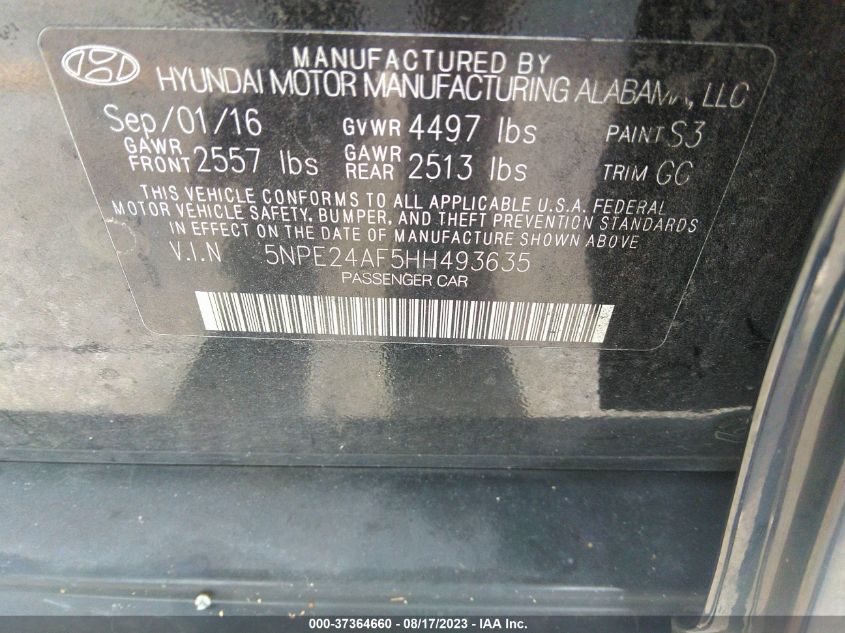 MANUFACTURED BY
HYUNDAI MOTOR MANUFACTURING ALABAMA, LLC
Sep/01/16 GVWR 4497 lbs PAINT S3
GAWR FRONT 2557 lbs GAWR REAR 2513 lbs TRIM GC
THIS VEHICLE CONFORMS TO ALL APPLICABLE U.S.A. FEDERAL
MOTOR VEHICLE SAFETY, BUMPER, AND THEFT PREVENTION STANDARDS
IN EFFECT ON THE DATE OF MANUFACTURE SHOWN ABOVE
V.I.N 5NPE24AF5HH493635
PASSENGER CAR
000-37364660 - 08/17/2023 - IAA Inc.